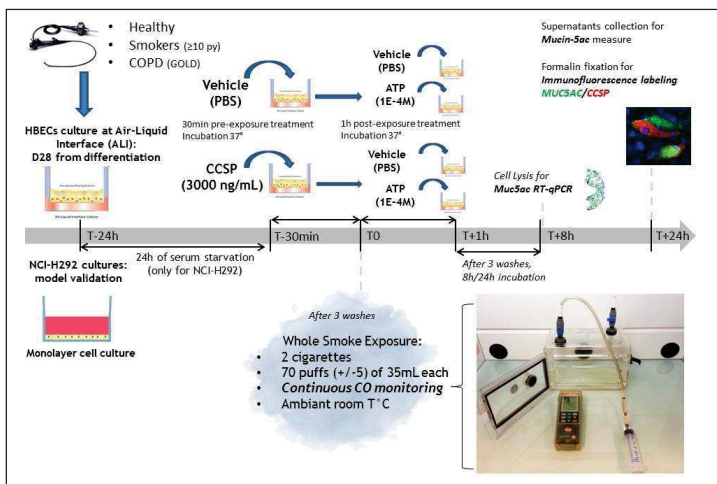 • Healthy
• Smokers (≥10 py)
• COPD (GOLD)
HBECs culture at Air-Liquid
Interface (ALI):
D28 from differentiation
Vehicle
(PBS)
30min pre-exposure treatment
Incubation 37°
CCSP
(3000 ng/mL)
Vehicle
(PBS)
ATP
(1E-4M)
1h post-exposure treatment
Incubation 37°
Vehicle
(PBS)
ATP
(1E-4M)
Supernatants collection for
Mucin-5ac measure
Formalin fixation for
Immunofluorescence labeling
MUC5AC/CCSP
Cell Lysis for
Muc5ac RT-qPCR
T-24h
T-30min
T0
T+1h
T+8h
T+24h
24h of serum starvation
(only for NCI-H292)
After 3 washes,
8h/24h incubation
NCI-H292 cultures:
model validation
Monolayer cell culture
After 3 washes
Whole Smoke Exposure:
• 2 cigarettes
• 70 puffs (+/-5) of 35mL each
• Continuous CO monitoring
• Ambiant room T°C